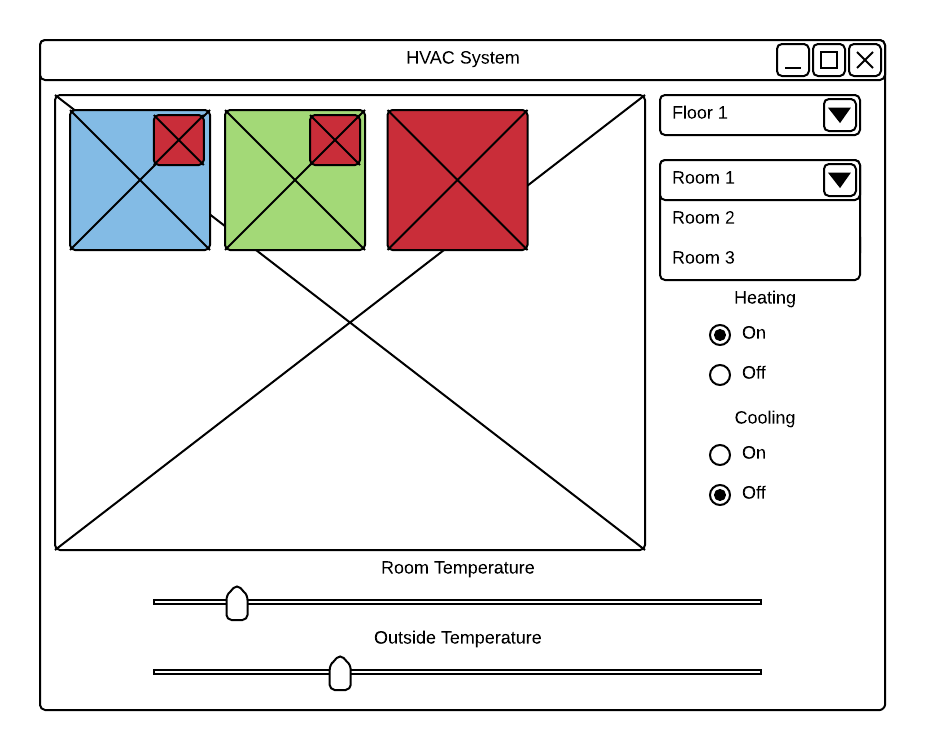 HVAC System
Floor 1
Room 1
Room 2
Room 3
Heating
On
Off
Cooling
On
Off
Room Temperature
Outside Temperature